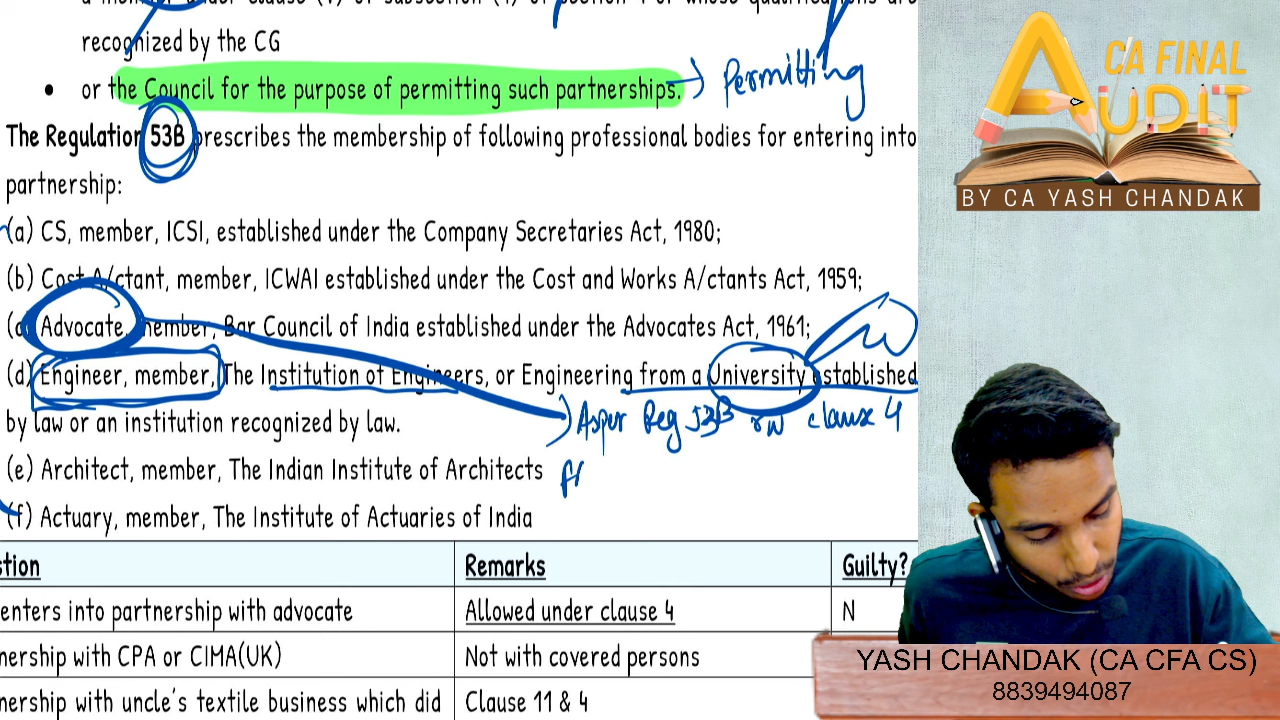 recognized by the CG
• or the Council for the purpose of permitting such partnerships. → Permitting
The Regulation 53B prescribes the membership of following professional bodies for entering into
partnership:
(a) CS, member, ICSI, established under the Company Secretaries Act, 1980;
(b) Cost A/ctant, member, ICWAI established under the Cost and Works A/ctants Act, 1959;
Advocate, member, Bar Council of India established under the Advocates Act, 1961;
(d) Engineer, member, The Institution of Engineers, or Engineering from a University established
by law or an institution recognized by law.
As per Reg 53B rw clause 4
(e) Architect, member, The Indian Institute of Architects
(f) Actuary, member, The Institute of Actuaries of India
Remarks Guilty?
enters into partnership with advocate Allowed under clause 4 N
with CPA or CIMA(UK) Not with covered persons
with uncle's textile business which did Clause 11 & 4
CA FINAL
AUDIT
BY CA YASH CHANDAK
YASH CHANDAK (CA CFA CS)
8839494087